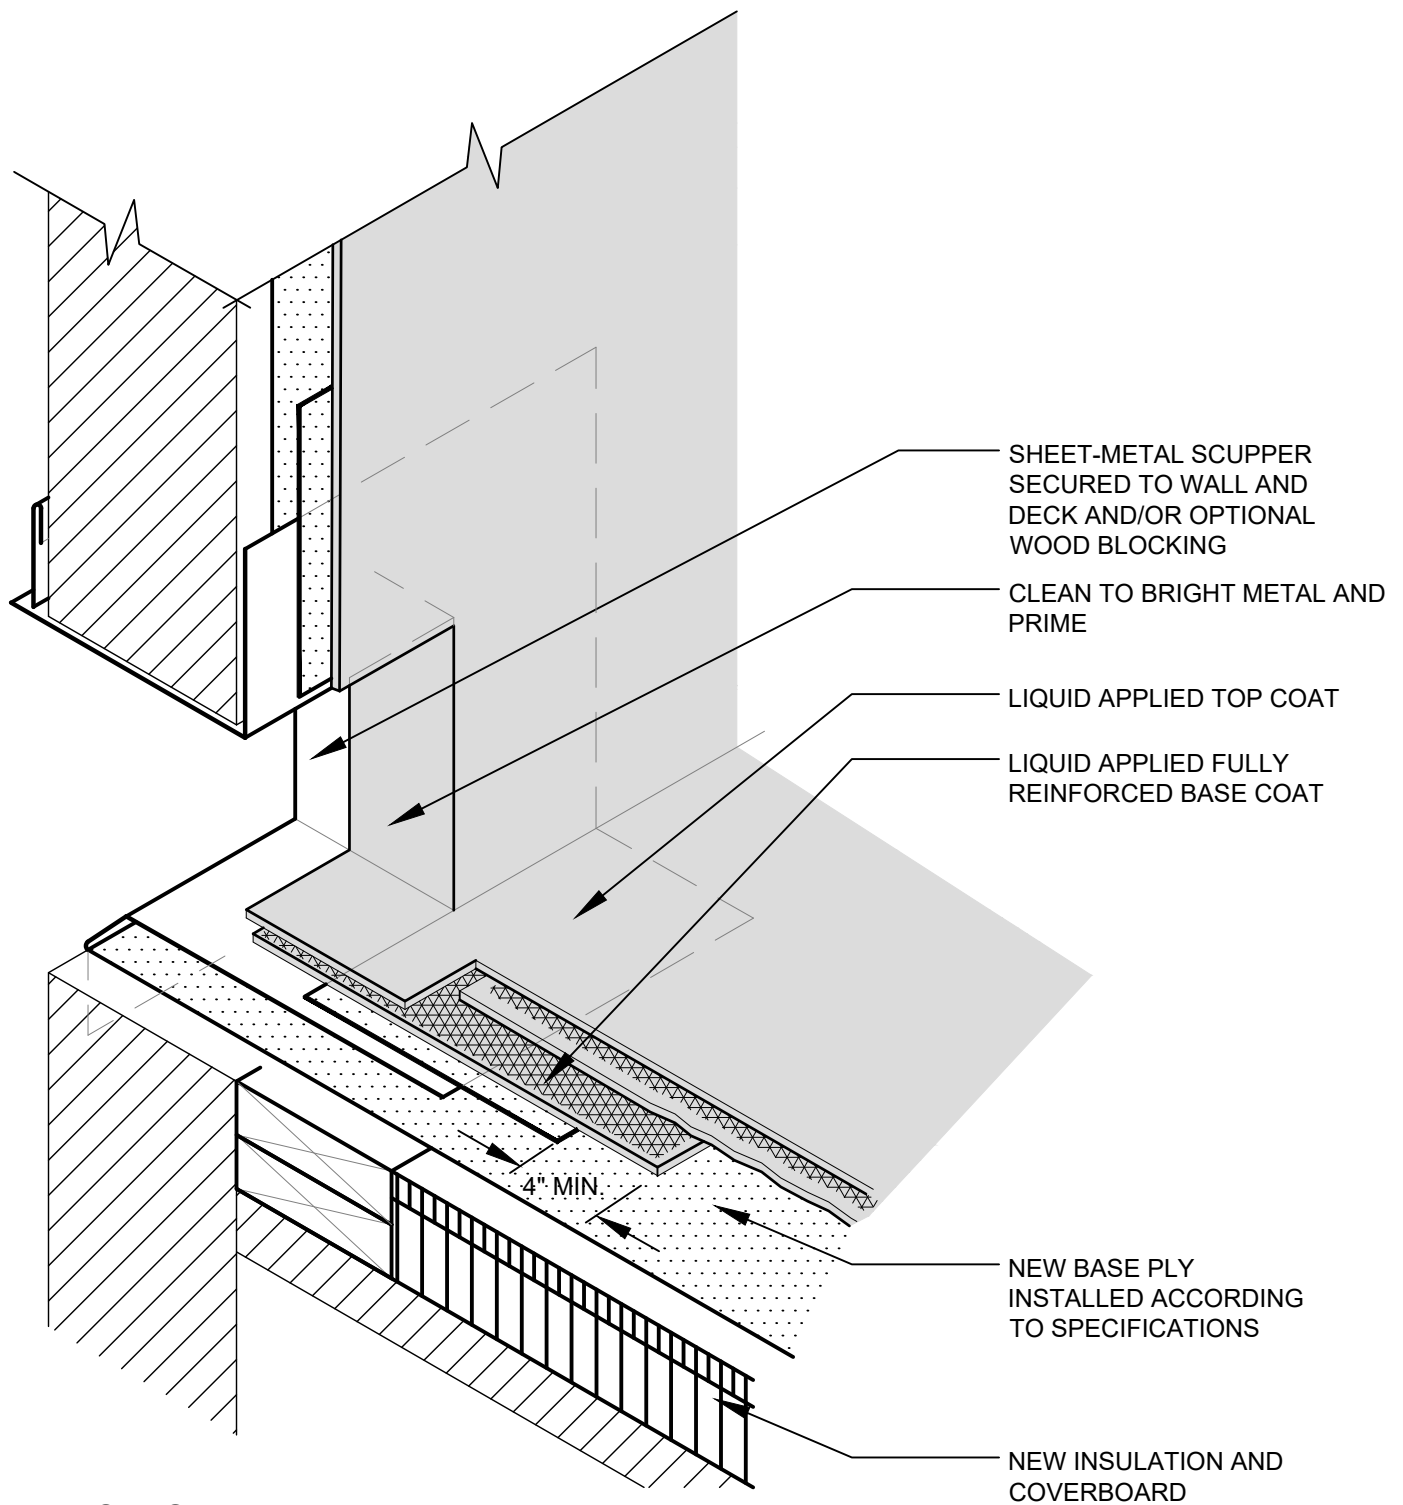 SHEET-METAL SCUPPER
SECURED TO WALL AND
DECK AND/OR OPTIONAL
WOOD BLOCKING
CLEAN TO BRIGHT METAL AND
PRIME
LIQUID APPLIED TOP COAT
LIQUID APPLIED FULLY
REINFORCED BASE COAT
4" MIN.
NEW BASE PLY
INSTALLED ACCORDING
TO SPECIFICATIONS
NEW INSULATION AND
COVERBOARD